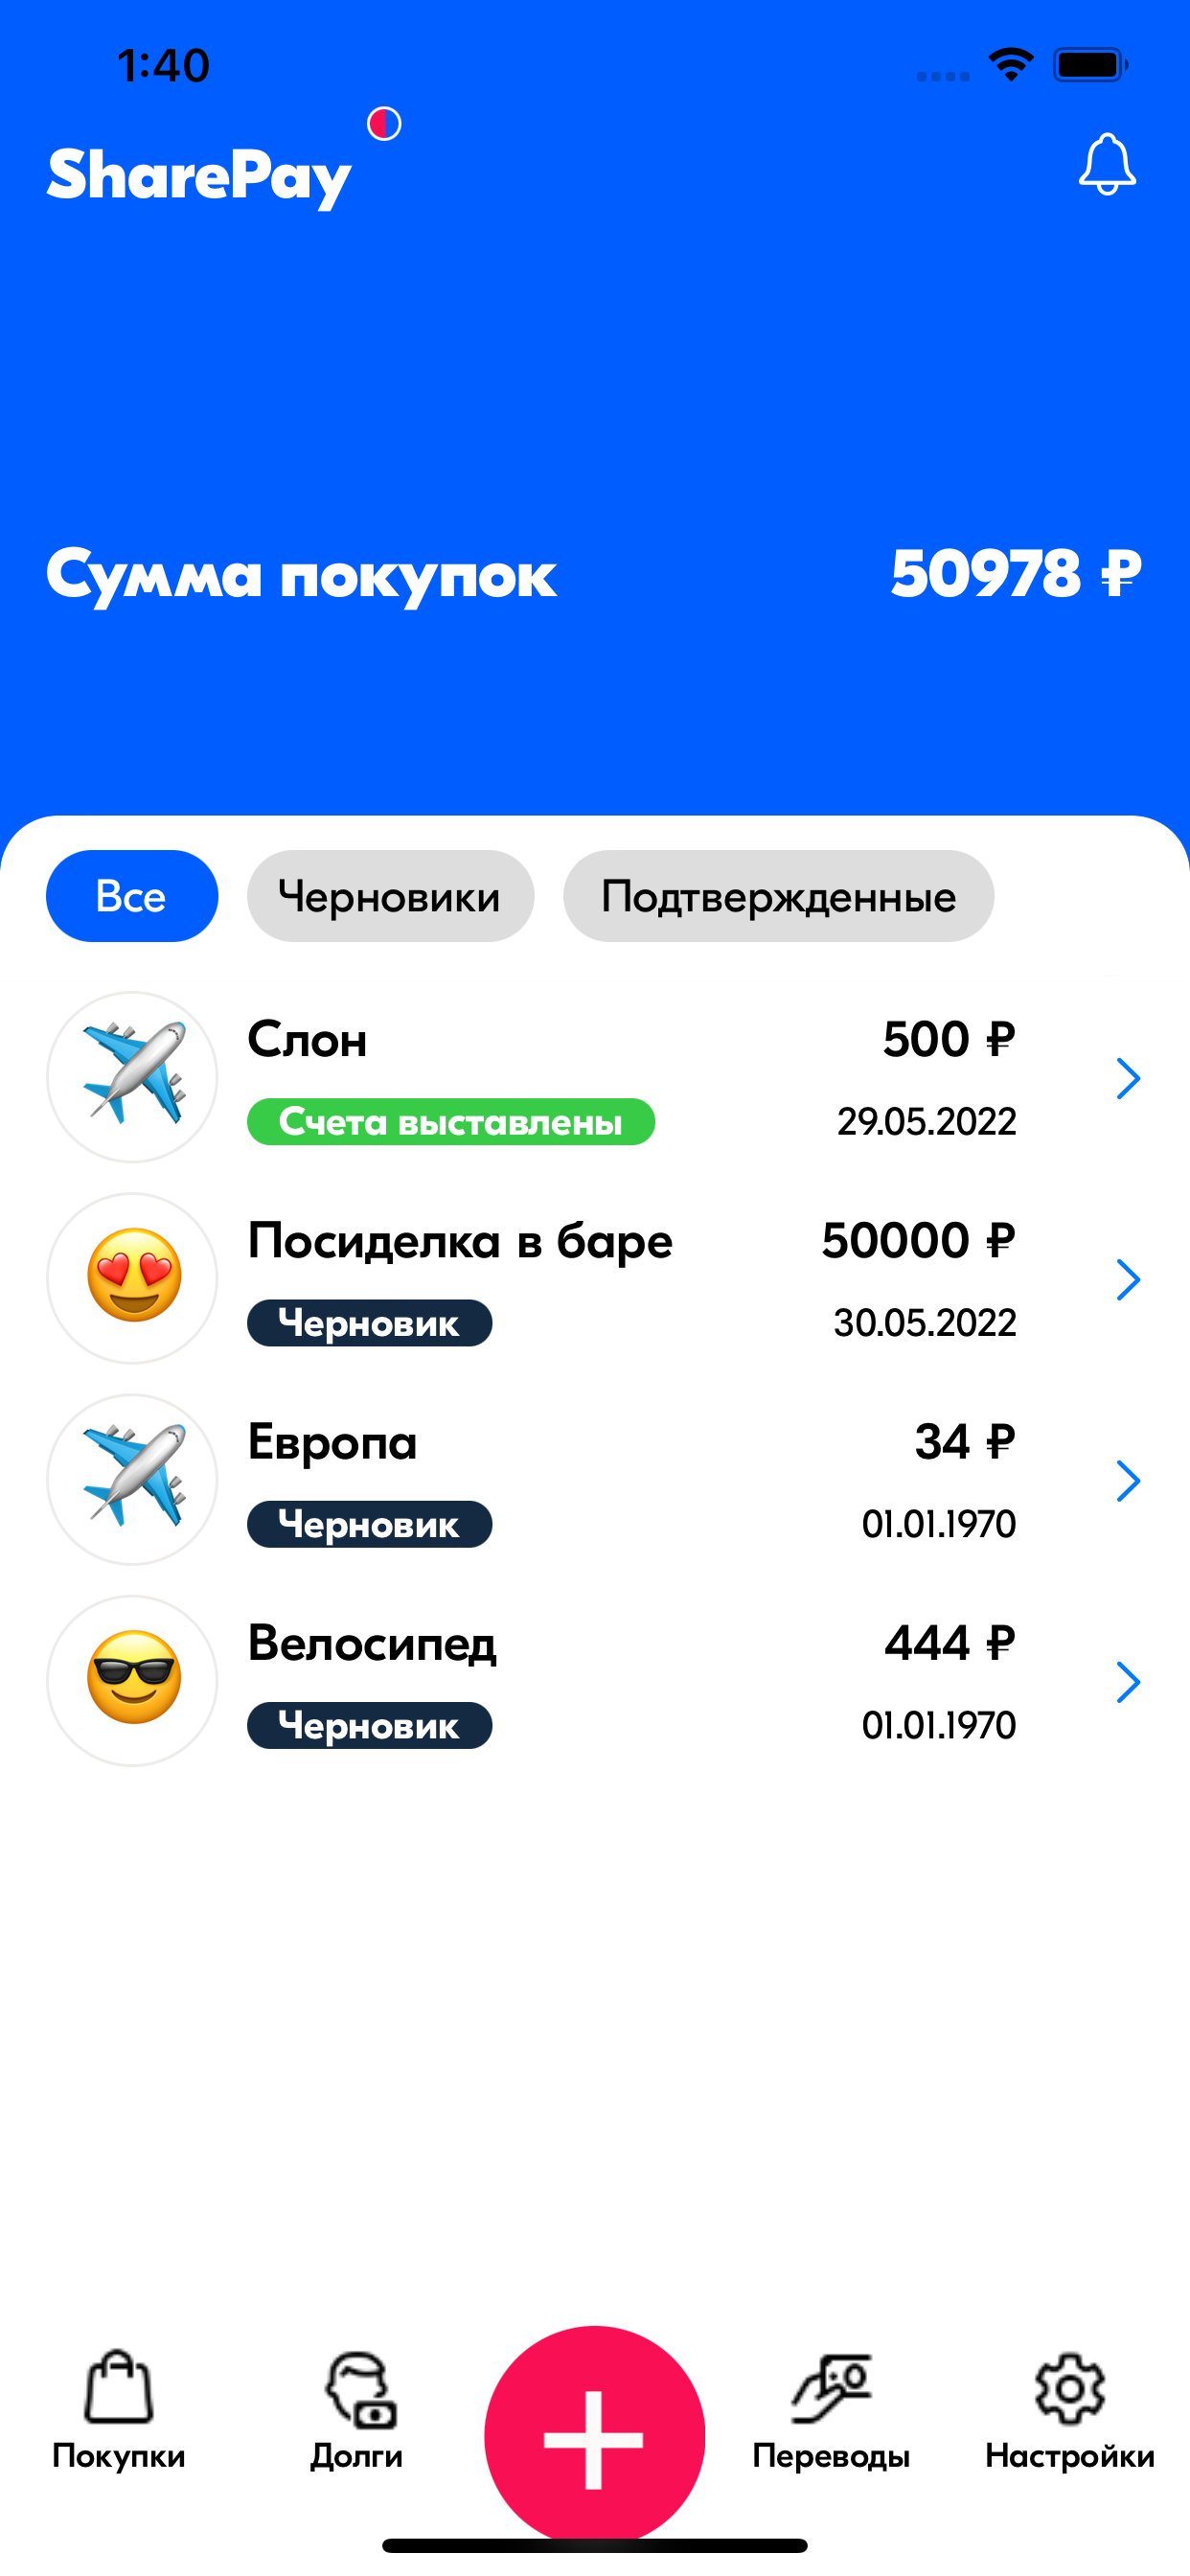 1:40
SharePay
Сумма покупок 50978 ₽
Все Черновики Подтвержденные
Слон 500 ₽
Счета выставлены 29.05.2022
Посиделка в баре 50000 ₽
Черновик 30.05.2022
Европа 34 ₽
Черновик 01.01.1970
Велосипед 444 ₽
Черновик 01.01.1970
Покупки Долги Переводы Настройки